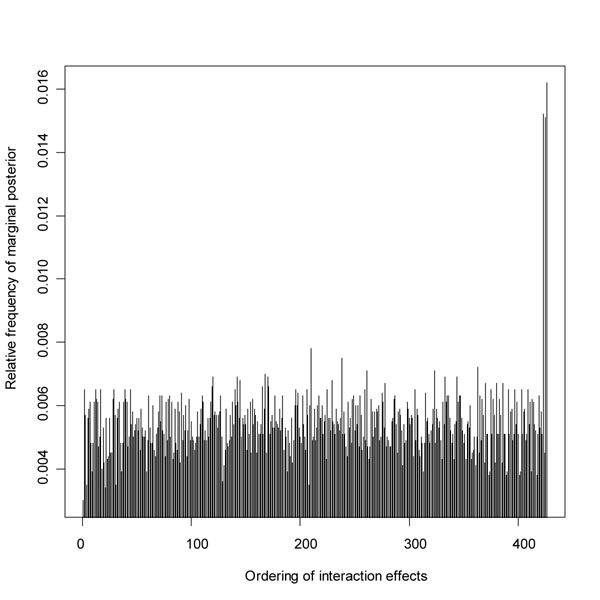 Relative frequency of marginal posterior
0.016
0.014
0.012
0.010
0.008
0.006
0.004
0 100 200 300 400
Ordering of interaction effects